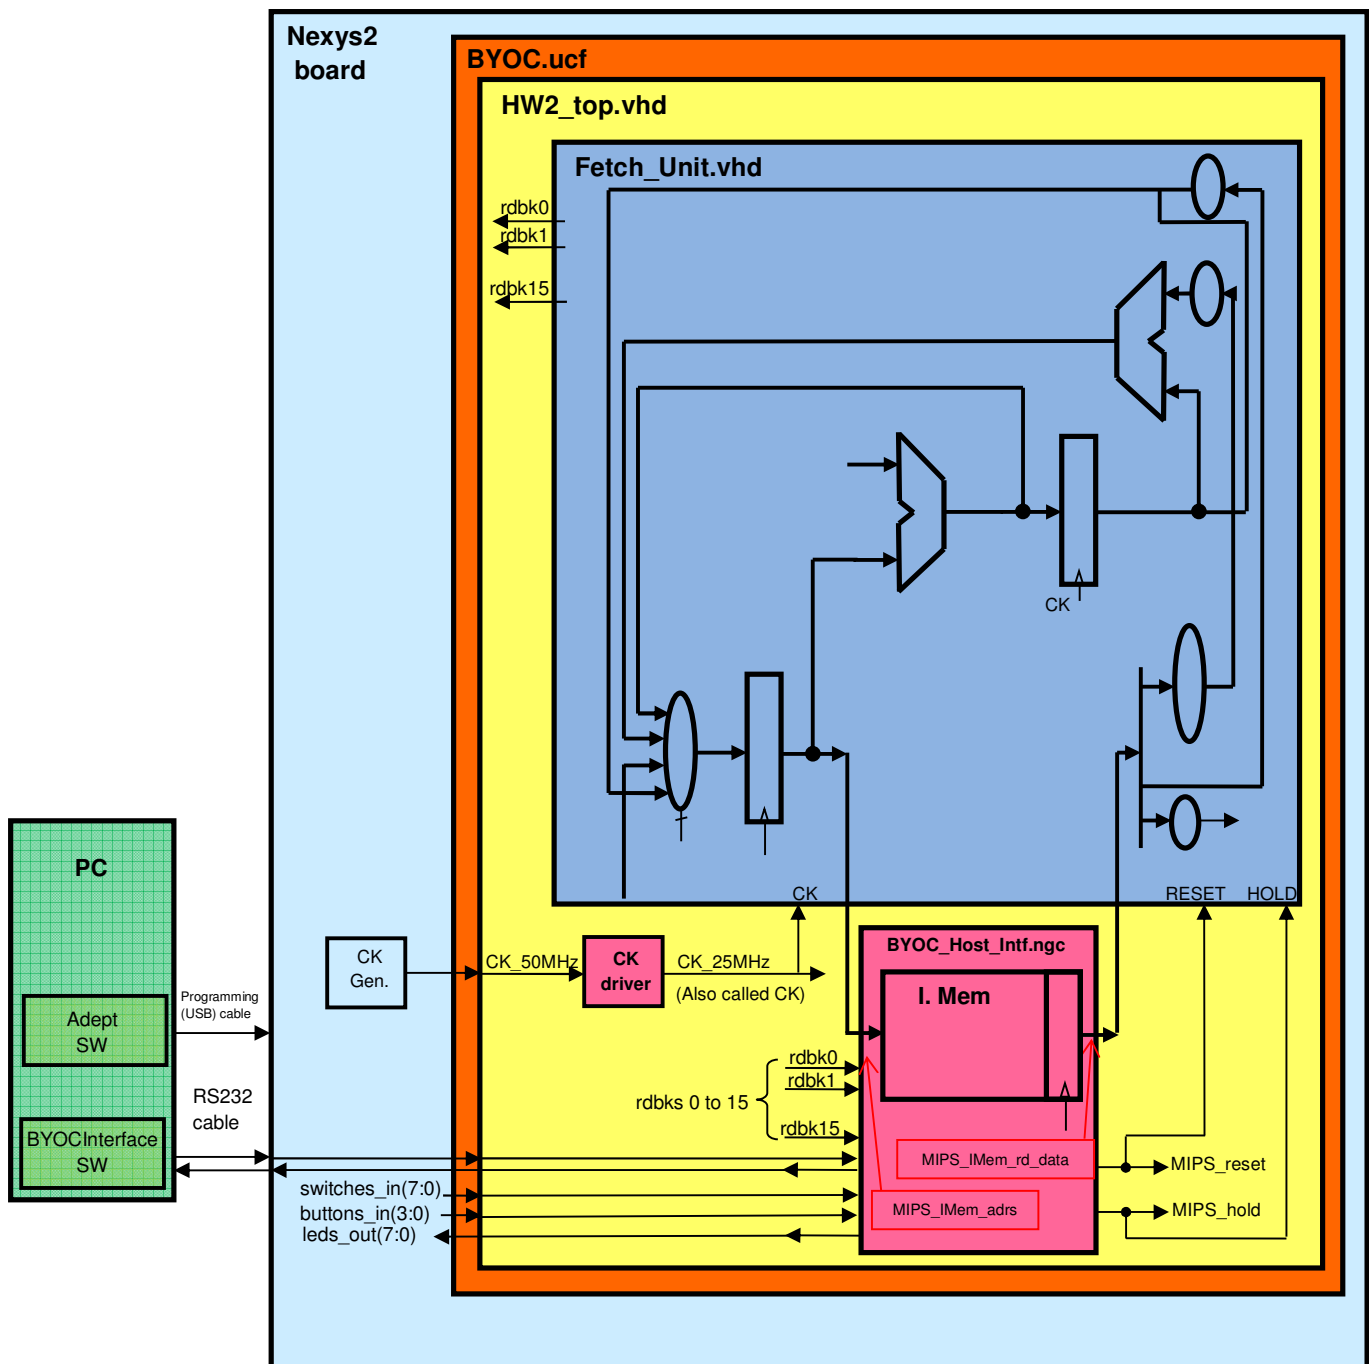 Nexys2
board
BYOC.ucf
HW2_top.vhd
Fetch_Unit.vhd
rdbk0
rdbk1
rdbk15
CK
CK
RESET
HOLD
PC
Adept
SW
BYOCInterface
SW
Programming
(USB) cable
RS232
cable
CK
Gen.
CK_50MHz
CK
driver
CK_25MHz
(Also called CK)
BYOC_Host_Intf.ngc
I. Mem
rdbk0
rdbk1
rdbks 0 to 15
rdbk15
MIPS_IMem_rd_data
MIPS_reset
MIPS_IMem_adrs
MIPS_hold
switches_in(7:0)
buttons_in(3:0)
leds_out(7:0)